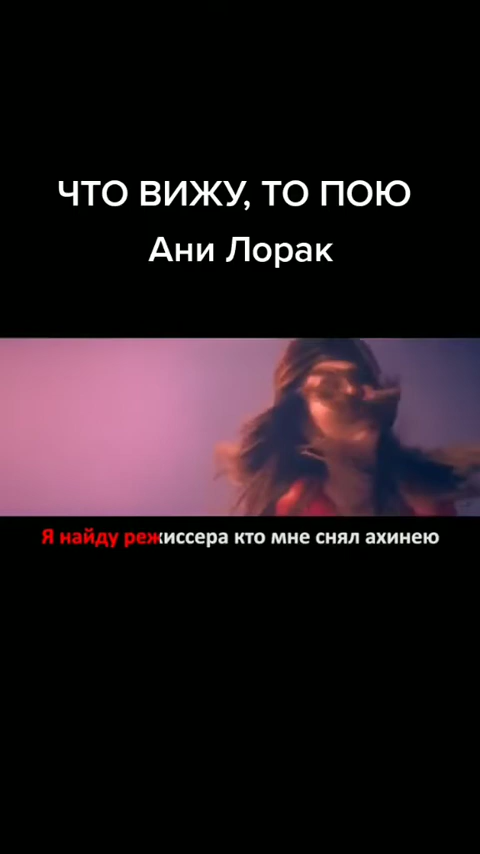 ЧТО ВИЖУ, ТО ПОЮ
Ани Лорак
Я найду режиссера кто мне снял ахинею